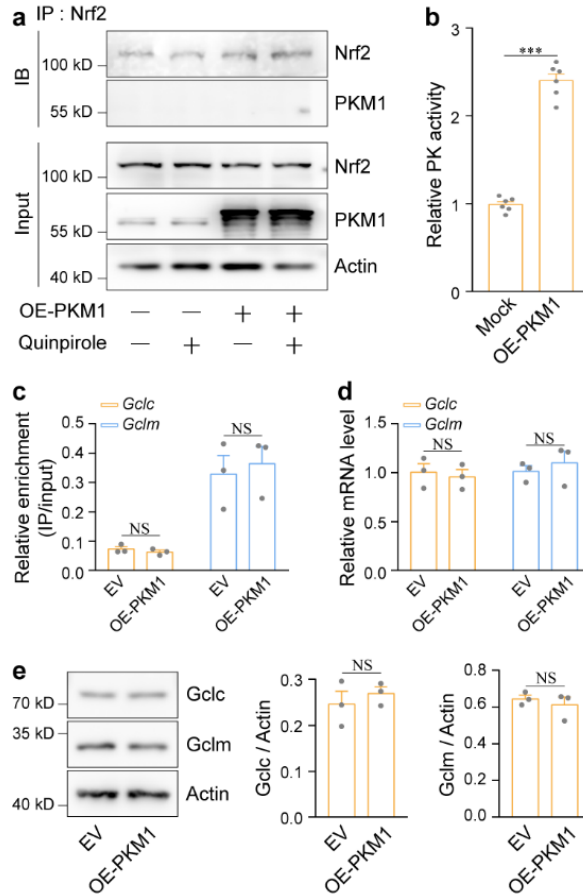 a IP : Nrf2
IB
100 kD
Nrf2
55 kD
PKM1
Input
100 kD
Nrf2
55 kD
PKM1
40 kD
Actin
OE-PKM1 — — + +
Quinpirole — + — +
b
Relative PK activity
3
2
1
0
***
Mock
OE-PKM1
c
Gclc
Gclm
Relative enrichment
(IP/input)
0.5
0.4
0.3
0.2
0.1
0.0
NS
NS
EV
OE-PKM1
EV
OE-PKM1
d
Gclc
Gclm
Relative mRNA level
1.5
1.0
0.5
0.0
NS
NS
EV
OE-PKM1
EV
OE-PKM1
e
70 kD
Gclc
35 kD
Gclm
40 kD
Actin
EV
OE-PKM1
Gclc / Actin
0.3
0.2
0.1
0.0
NS
EV
OE-PKM1
Gclm / Actin
0.8
0.6
0.4
0.2
0.0
NS
EV
OE-PKM1